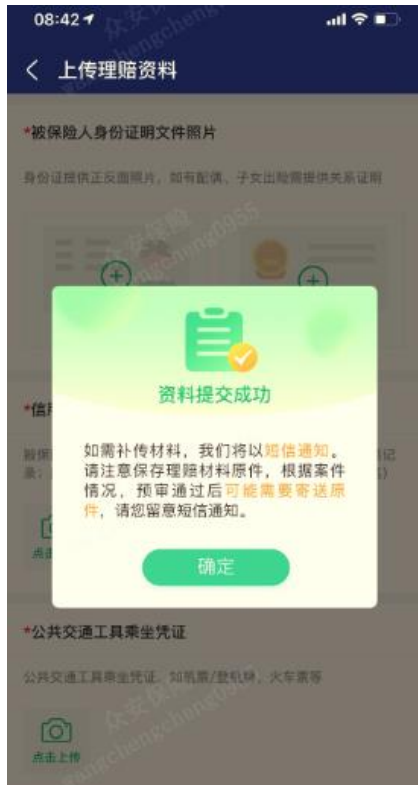 08:42
上传理赔资料
*被保险人身份证明文件照片
身份证提供正反面照片，如有配偶、子女出险需提供关系证明
资料提交成功
*信用
如需补传材料，我们将以短信通知。
请注意保存理赔材料原件，根据案件
情况，预审通过后可能需要寄送原
件，请您留意短信通知。
确定
*公共交通工具乘坐凭证
公共交通工具乘坐凭证，如机票/登机牌，火车票等
点击上传
众安保险
wangchengcheng0955